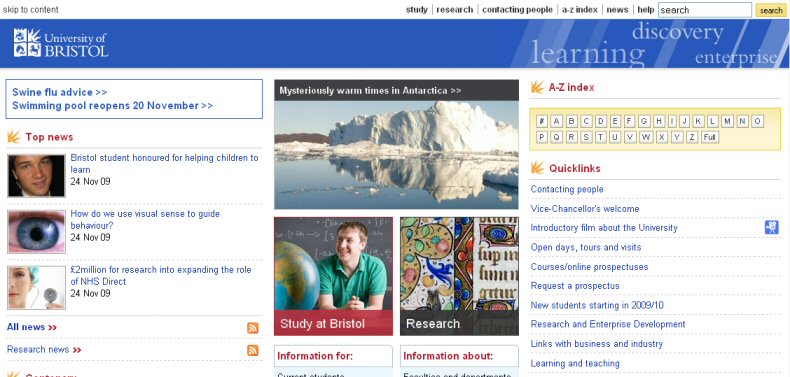 skip to content
study | research | contacting people | a-z index | news | help
search
search
University of
BRISTOL
discovery
learning
enterprise
Swine flu advice >>
Swimming pool reopens 20 November >>
Top news
Bristol student honoured for helping children to
learn
24 Nov 09
How do we use visual sense to guide
behaviour?
24 Nov 09
£2million for research into expanding the role
of NHS Direct
24 Nov 09
All news >>
Research news >>
Centenary
Mysteriously warm times in Antarctica >>
Study at Bristol
Research
Information for:
Current students
Information about:
Faculties and departments
A-Z index
# A B C D E F G H I J K L M N O
P Q R S T U V W X Y Z Full
Quicklinks
Contacting people
Vice-Chancellor's welcome
Introductory film about the University
Open days, tours and visits
Courses/online prospectuses
Request a prospectus
New students starting in 2009/10
Research and Enterprise Development
Links with business and industry
Learning and teaching